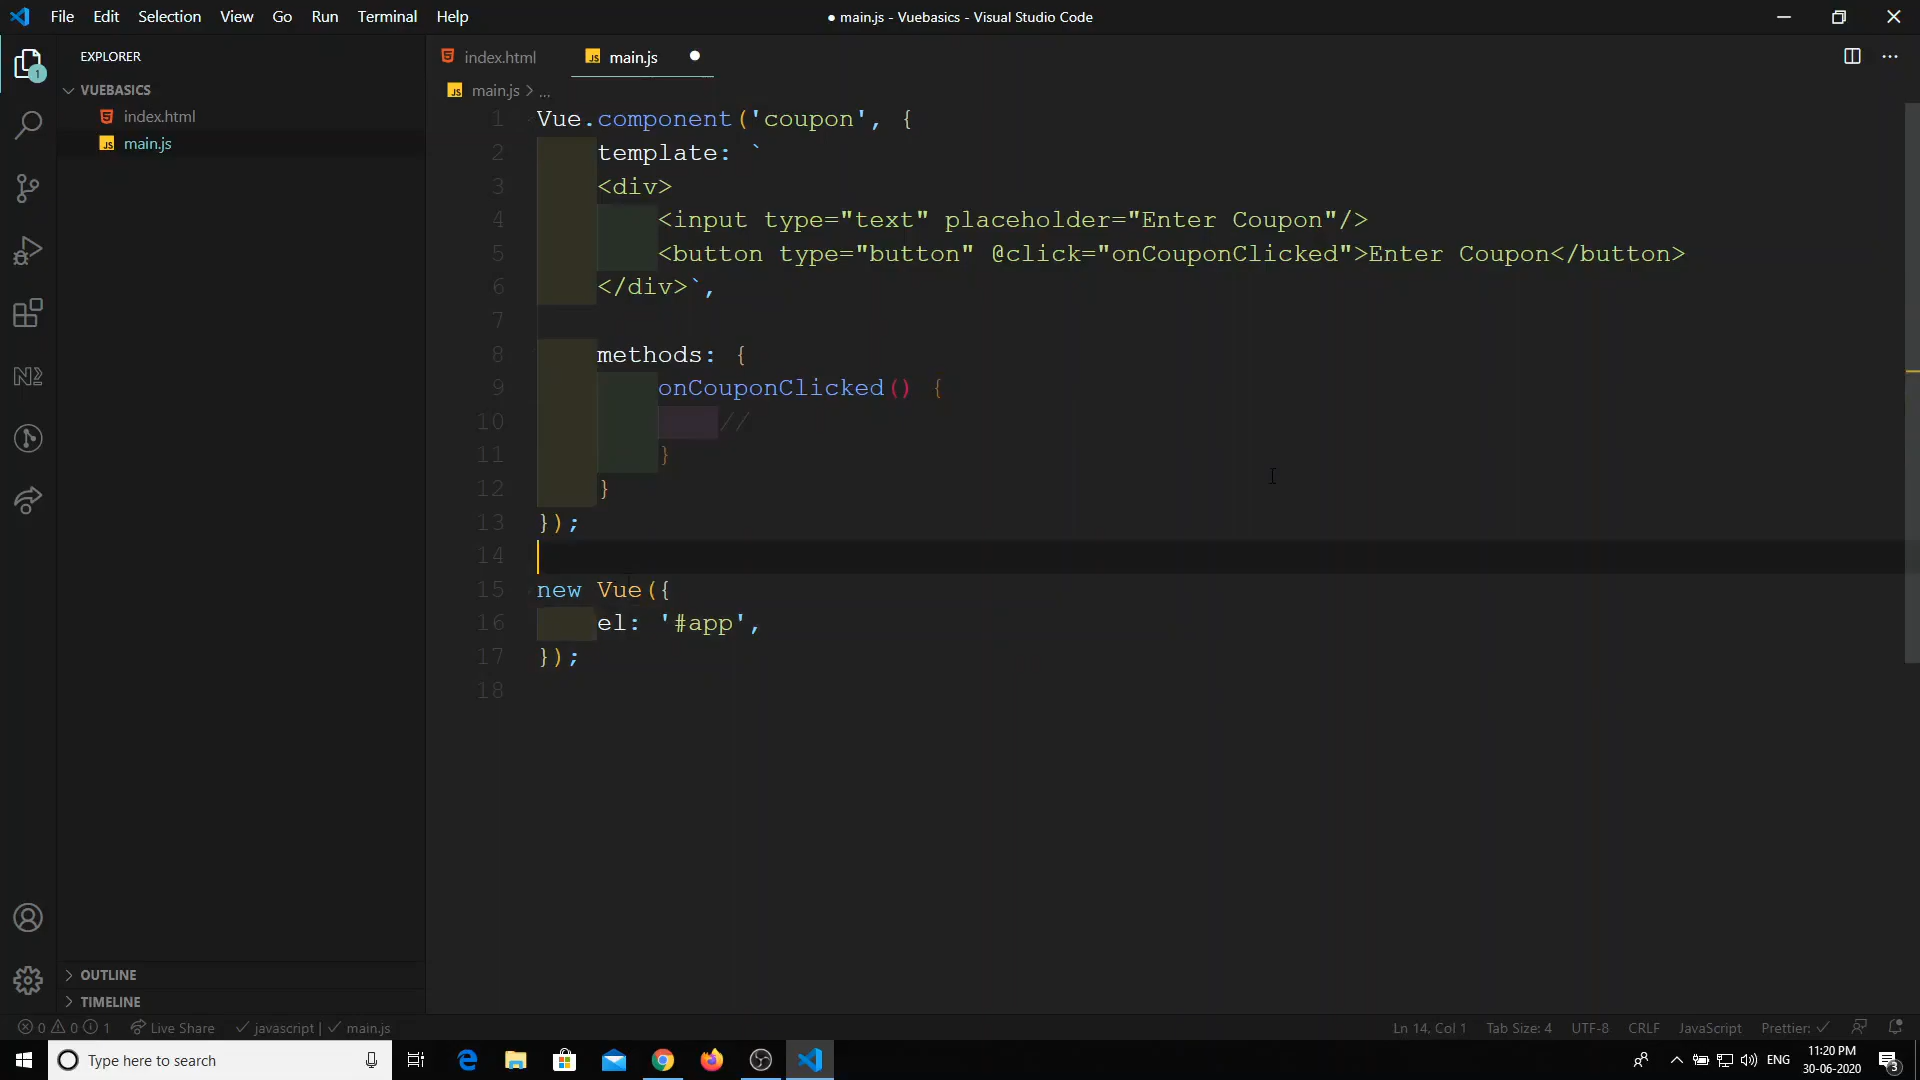 File Edit Selection View Go Run Terminal Help
● main.js - Vuebasics - Visual Studio Code
EXPLORER
VUEBASICS
index.html
main.js
OUTLINE
TIMELINE
1
N
index.html
JS main.js
JS main.js > ...
1 Vue.component('coupon', {
2 template: `
3 <div>
4 <input type="text" placeholder="Enter Coupon"/>
5 <button type="button" @click="onCouponClicked">Enter Coupon</button>
6 </div>`,
7
8 methods: {
9 onCouponClicked() {
10 //
11 }
12 }
13 });
14
15 new Vue({
16 el: '#app',
17 });
18
0 0 1 Live Share javascript | main.js
Ln 14, Col 1 Tab Size: 4 UTF-8 CRLF JavaScript Prettier: ✓
Type here to search
ENG
11:20 PM
30-06-2020
3